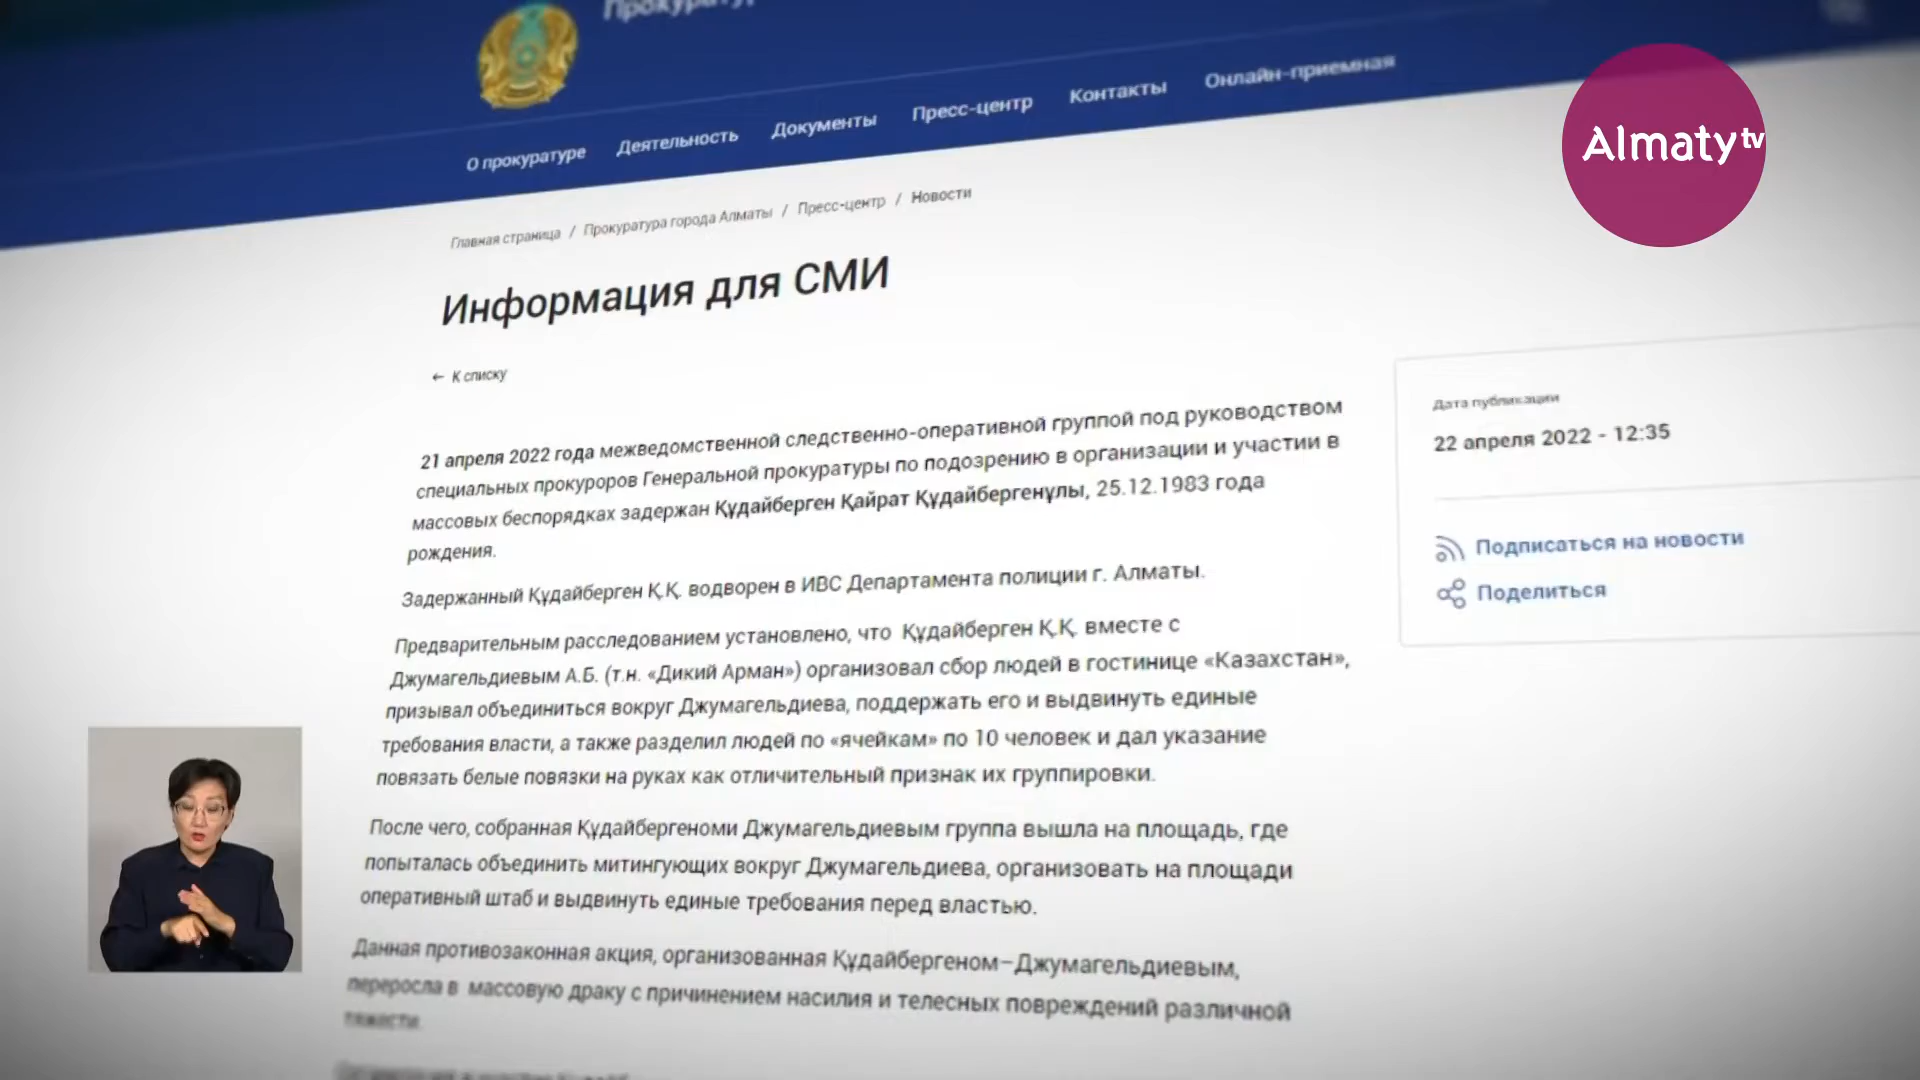 Almaty tv
О прокуратуре Деятельность Документы Пресс-центр Контакты Онлайн-приемная
Главная страница / Прокуратура города Алматы / Пресс-центр / Новости
Информация для СМИ
← К списку
21 апреля 2022 года межведомственной следственно-оперативной группой под руководством
специальных прокуроров Генеральной прокуратуры по подозрению в организации и участии в
массовых беспорядках задержан Құдайберген Қайрат Құдайбергенұлы, 25.12.1983 года
рождения.
Задержанный Құдайберген Қ.Қ. водворен в ИВС Департамента полиции г. Алматы.
Предварительным расследованием установлено, что Құдайберген Қ.Қ. вместе с
Джумагельдиевым А.Б. (т.н. «Дикий Арман») организовал сбор людей в гостинице «Казахстан»,
призывал объединиться вокруг Джумагельдиева, поддержать его и выдвинуть единые
требования власти, а также разделил людей по «ячейкам» по 10 человек и дал указание
повязать белые повязки на руках как отличительный признак их группировки.
После чего, собранная Құдайбергеноми Джумагельдиевым группа вышла на площадь, где
попыталась объединить митингующих вокруг Джумагельдиева, организовать на площади
оперативный штаб и выдвинуть единые требования перед властью.
Данная противозаконная акция, организованная Құдайбергеном–Джумагельдиевым,
переросла в массовую драку с причинением насилия и телесных повреждений различной
тяжести.
Дата публикации
22 апреля 2022 - 12:35
Подписаться на новости
Поделиться